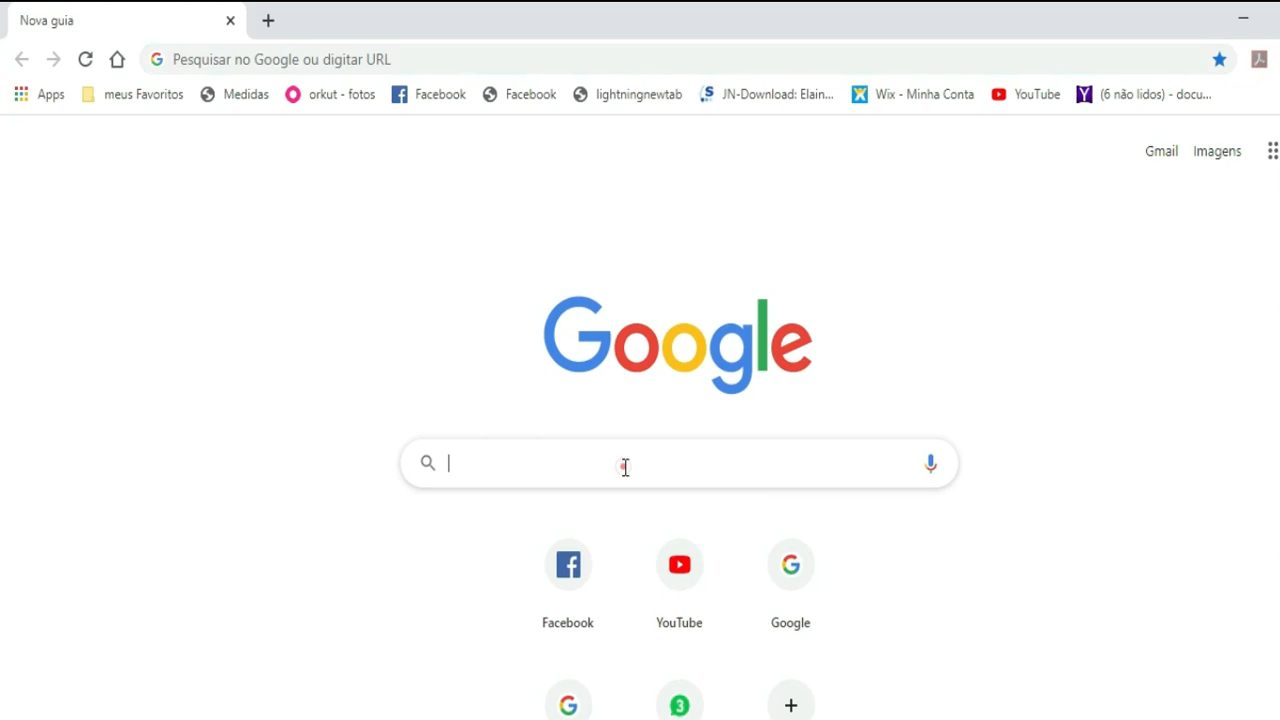 Nova guia
Pesquisar no Google ou digitar URL
Apps meus Favoritos Medidas orkut - fotos Facebook Facebook lightningnewtab JN-Download: Elain... Wix - Minha Conta YouTube (6 não lidos) - docu...
Gmail Imagens
Google
Facebook YouTube Google
3